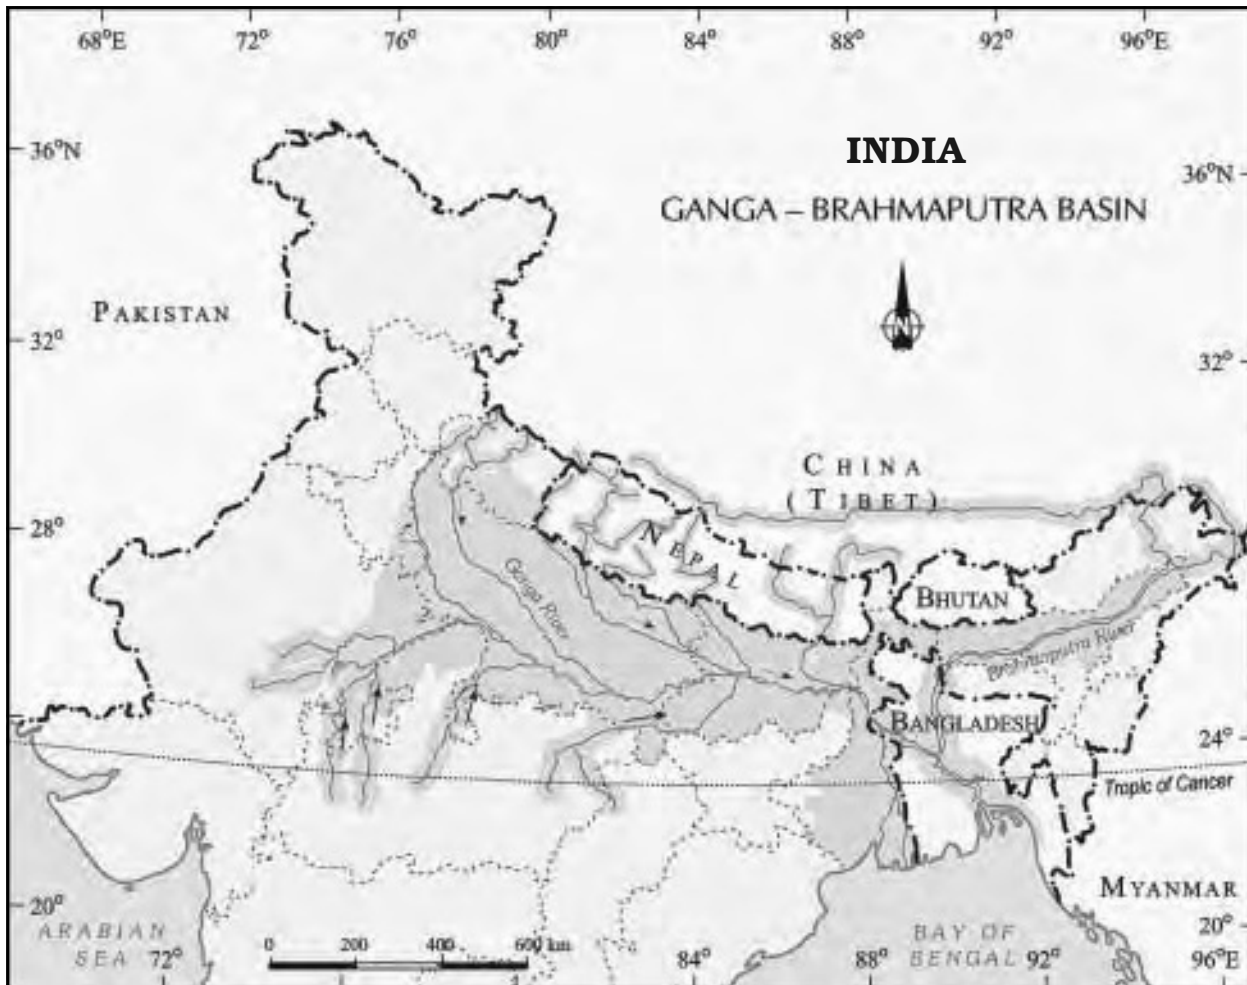 68°E 72° 76° 80° 84° 88° 92° 96°E
36°N
INDIA
36°N
GANGA – BRAHMAPUTRA BASIN
PAKISTAN
N
32°
32°
CHINA
(TIBET)
28°
NEPAL
Ganga River
BHUTAN
Brahmaputra River
BANGLADESH
24°
Tropic of Cancer
MYANMAR
20°
20°
ARABIAN
SEA
BAY OF
BENGAL
0 200 400 600 km
72° 84° 88° 92° 96°E